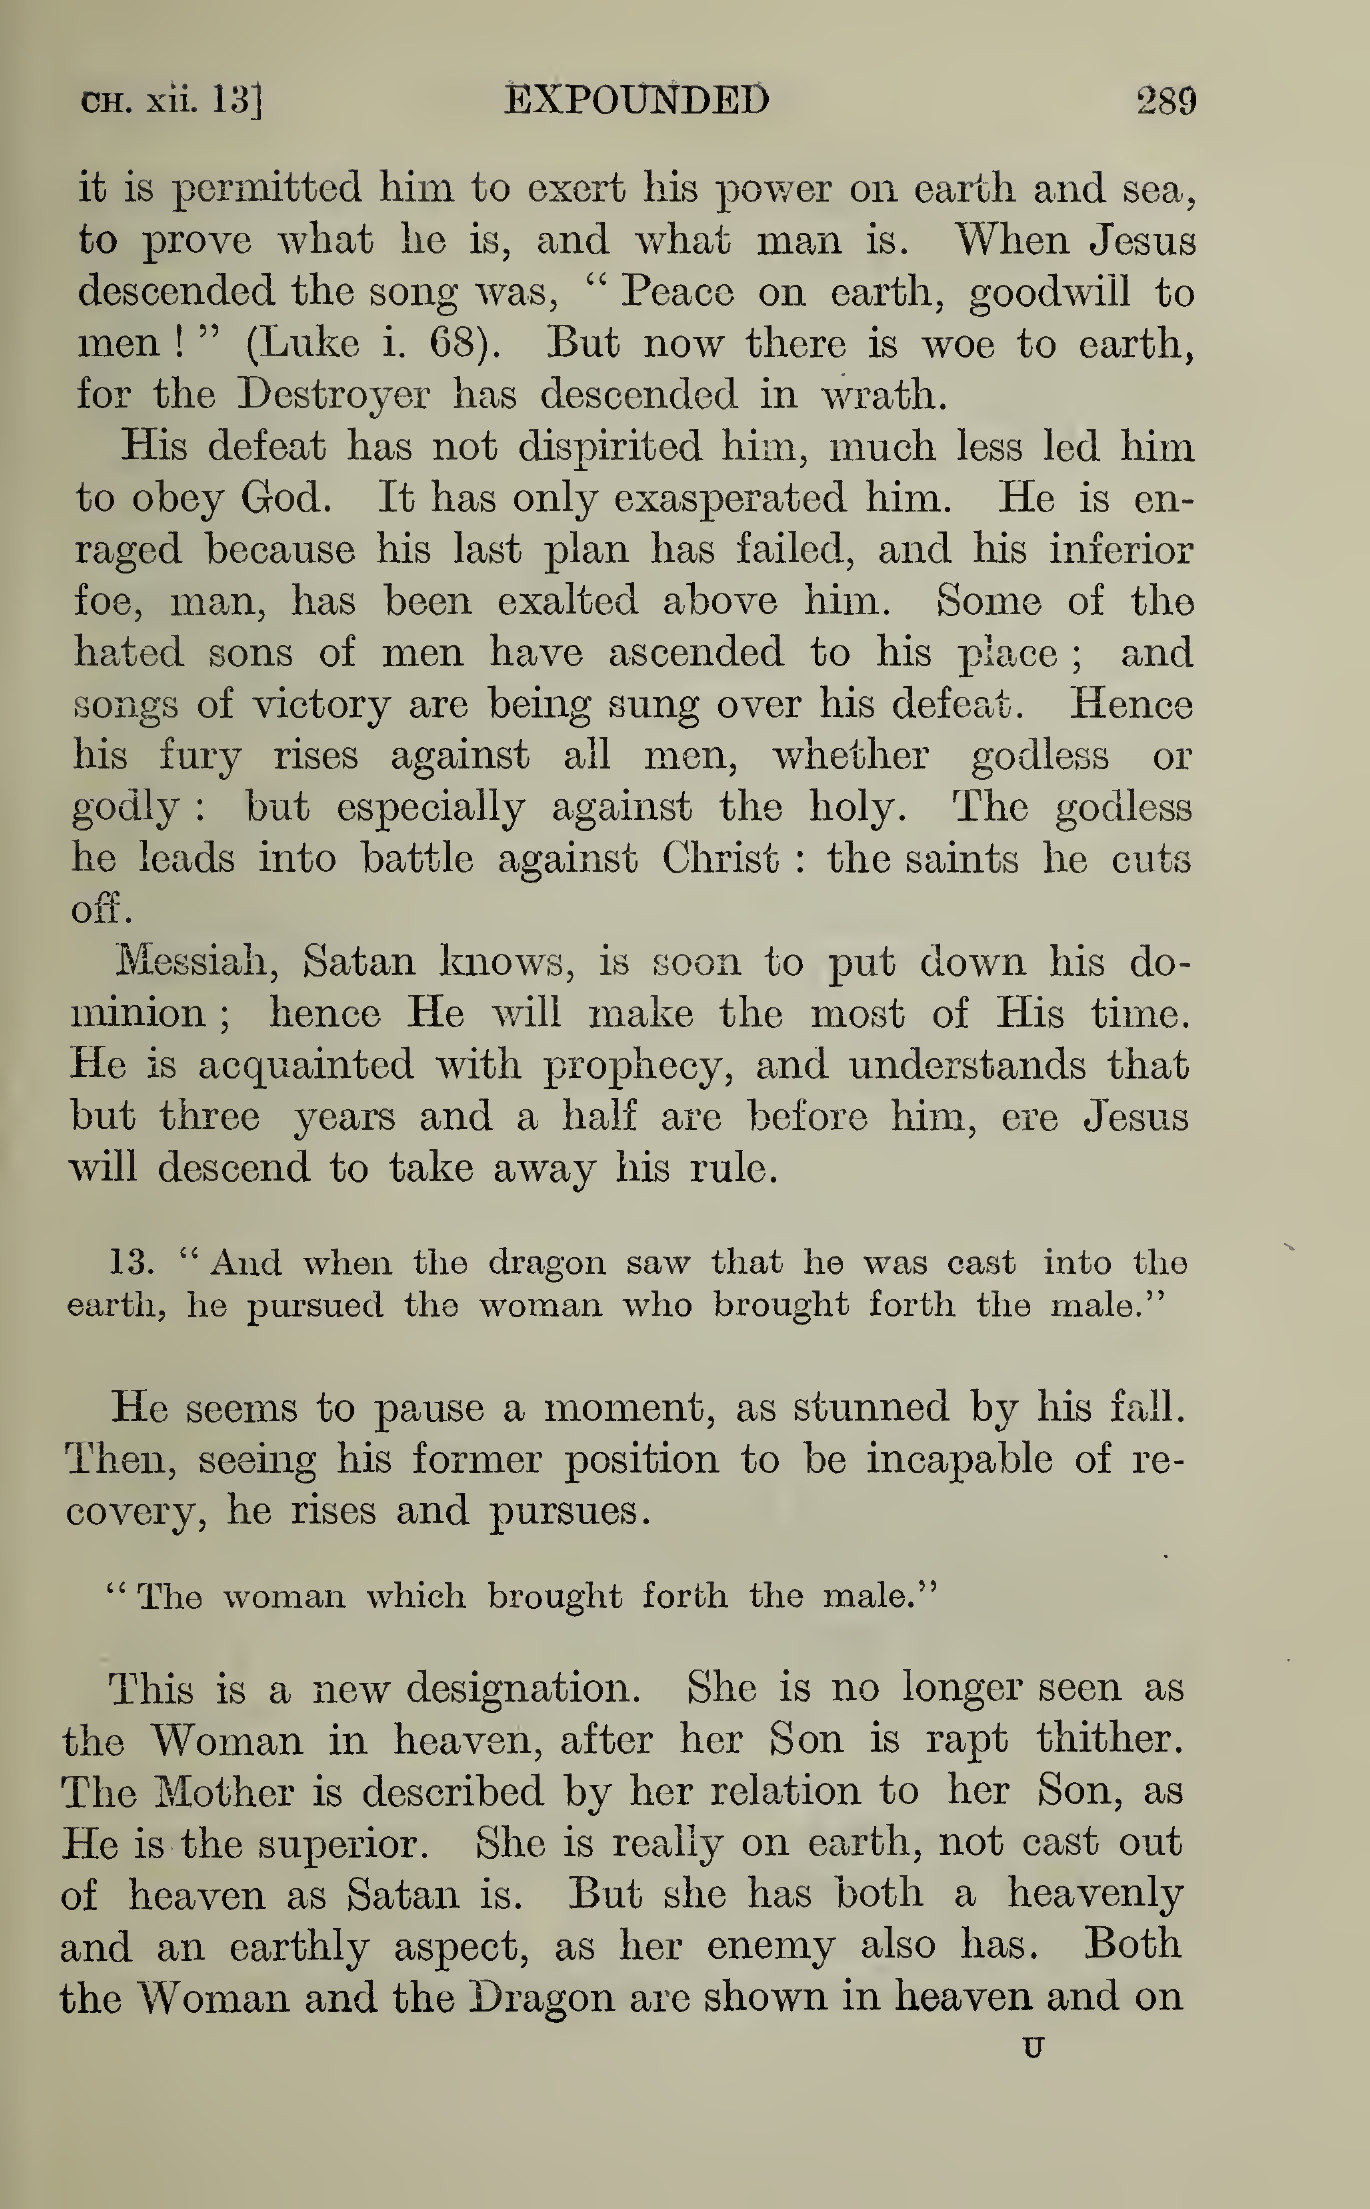 CH. xii. 13] EXPOUNDED 289
it is permitted him to exert his power on earth and sea,
to prove what he is, and what man is. When Jesus
descended the song was, “ Peace on earth, goodwill to
men ! ” (Luke i. 68). But now there is woe to earth,
for the Destroyer has descended in wrath.
His defeat has not dispirited him, much less led him
to obey God. It has only exasperated him. He is en-
raged because his last plan has failed, and his inferior
foe, man, has been exalted above him. Some of the
hated sons of men have ascended to his place ; and
songs of victory are being sung over his defeat. Hence
his fury rises against all men, whether godless or
godly : but especially against the holy. The godless
he leads into battle against Christ : the saints he cuts
off.
Messiah, Satan knows, is soon to put down his do-
minion ; hence He will make the most of His time.
He is acquainted with prophecy, and understands that
but three years and a half are before him, ere Jesus
will descend to take away his rule.
13. “ And when the dragon saw that he was cast into the
earth, he pursued the woman who brought forth the male.”
He seems to pause a moment, as stunned by his fall.
Then, seeing his former position to be incapable of re-
covery, he rises and pursues.
“ The woman which brought forth the male.”
This is a new designation. She is no longer seen as
the Woman in heaven, after her Son is rapt thither.
The Mother is described by her relation to her Son, as
He is the superior. She is really on earth, not cast out
of heaven as Satan is. But she has both a heavenly
and an earthly aspect, as her enemy also has. Both
the Woman and the Dragon are shown in heaven and on
U